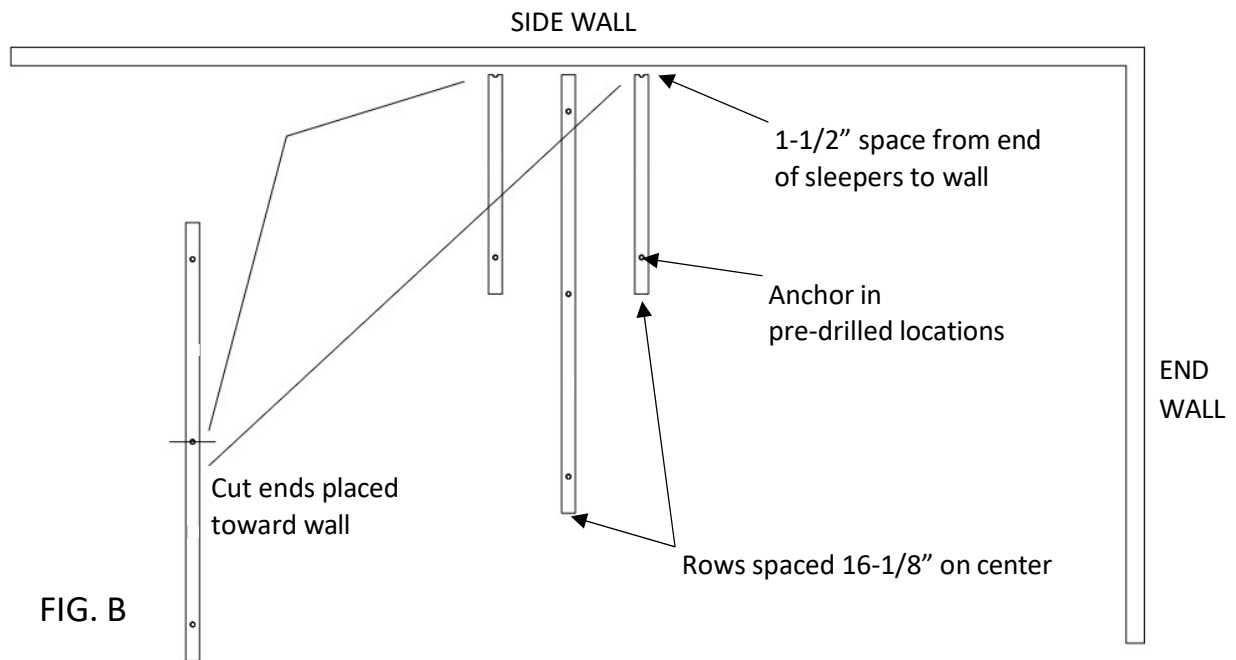 SIDE WALL
1-1/2” space from end
of sleepers to wall
Anchor in
pre-drilled locations
END
WALL
Cut ends placed
toward wall
Rows spaced 16-1/8” on center
FIG. B